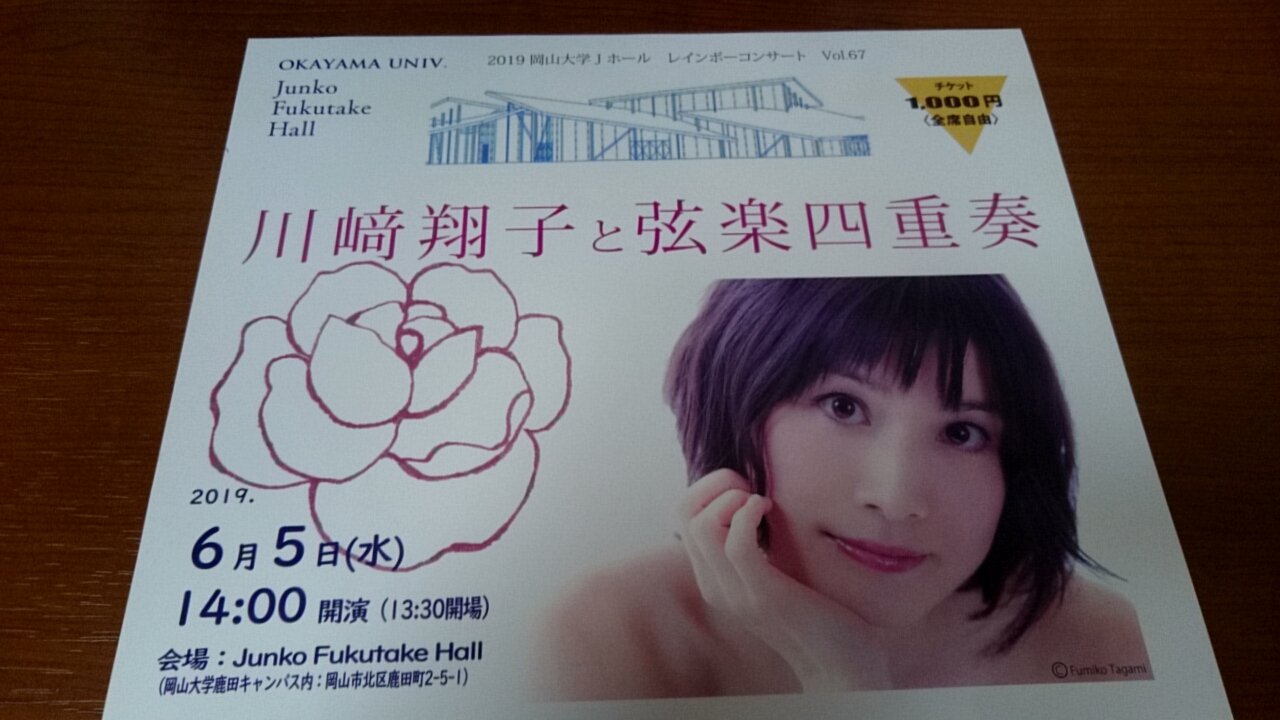 OKAYAMA UNIV.
Junko
Fukutake
Hall
2019 岡山大学Jホール レインボーコンサート Vol.67
チケット
1,000円
〈全席自由〉
川﨑翔子と弦楽四重奏
2019.
6月5日(水)
14:00 開演 (13:30開場)
会場：Junko Fukutake Hall
(岡山大学鹿田キャンパス内：岡山市北区鹿田町2-5-1)
©Fumiko Tagami